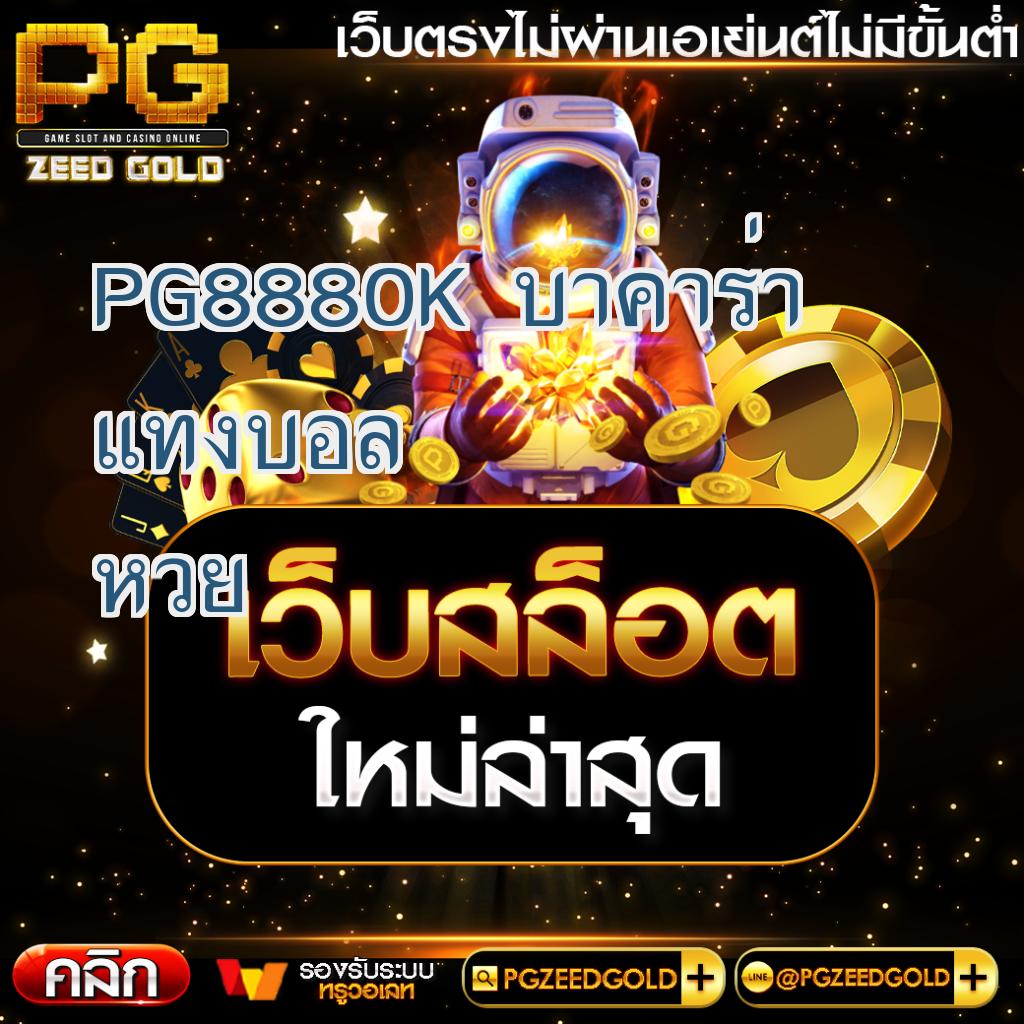 เว็บตรงไม่ผ่านเอเย่นต์ไม่มีขั้นต่ำ
PG
GAME SLOT AND CASINO ONLINE
ZEED GOLD
PG888OK บาคาร่า
แทงบอล
หวย
เว็บสล็อต
ใหม่ล่าสุด
คลิก
รองรับระบบ
ทรูวอเลท
PGZEEDGOLD +
LINE @PGZEEDGOLD +